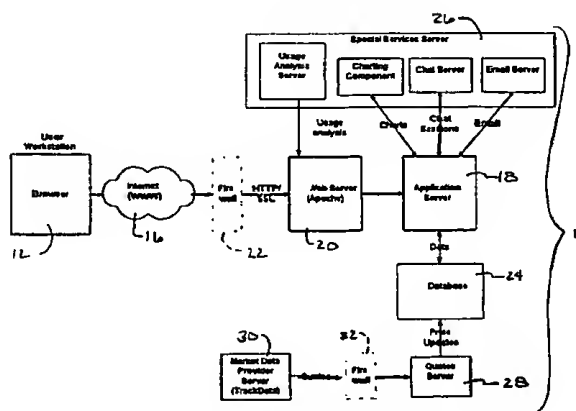 26
Special Services Server
Usage
Analysis
Server
Charting
Component
Chat Server
Email Server
Usage
analysis
Charts
Chat
Sessions
Email
User
Workstation
Browser
Internet
(WWW)
Fire
wall
HTTP/
SSL
Web Server
(Apache)
Application
Server
18
12
16
22
20
Data
24
Database
32
Price
Updates
30
Market Data
Provider
Server
(TrackData)
Quotes
Fire
wall
Quotes
Server
28